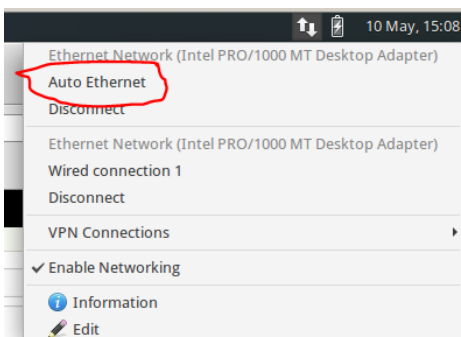 10 May, 15:08
Ethernet Network (Intel PRO/1000 MT Desktop Adapter)
Auto Ethernet
Disconnect
Ethernet Network (Intel PRO/1000 MT Desktop Adapter)
Wired connection 1
Disconnect
VPN Connections
Enable Networking
Information
Edit